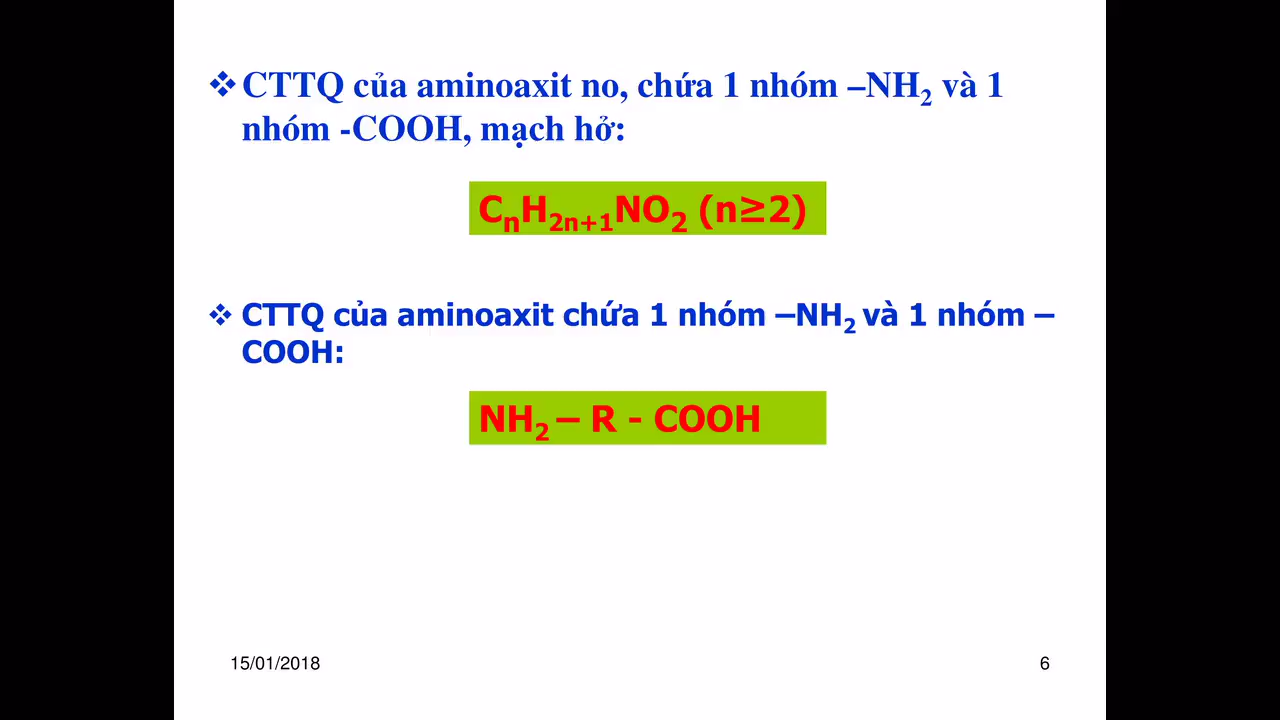 ❖CTTQ của aminoaxit no, chứa 1 nhóm –NH₂ và 1
nhóm -COOH, mạch hở:
CₙH₂ₙ₊₁NO₂ (n≥2)
❖ CTTQ của aminoaxit chứa 1 nhóm –NH₂ và 1 nhóm –
COOH:
NH₂ – R - COOH
15/01/2018
6